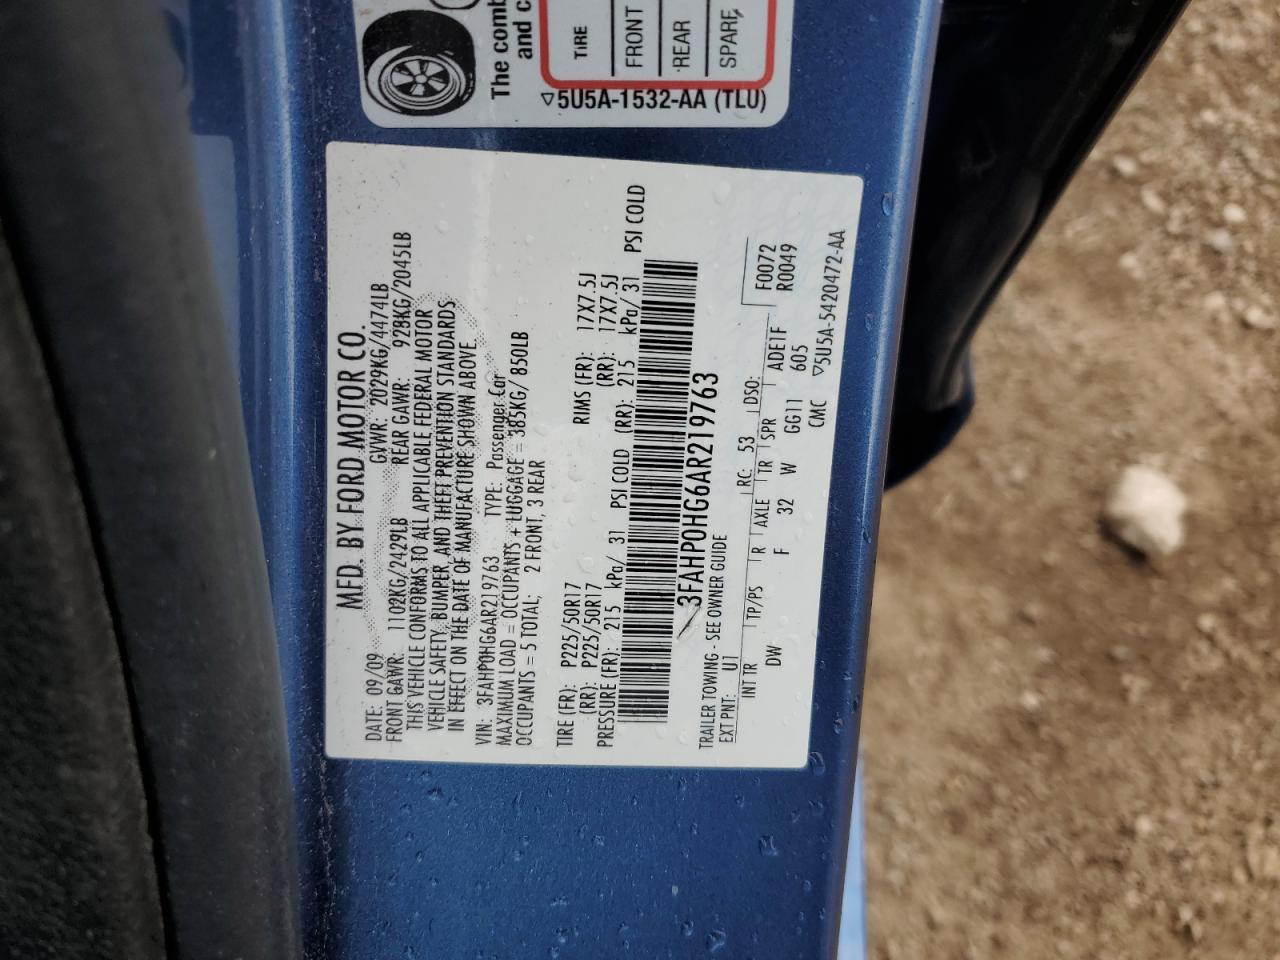 The comb
and c
TIRE
FRONT
REAR
SPARE
▽5U5A-1532-AA (TLU)
MFD. BY FORD MOTOR CO.
DATE: 09/09 GVWR: 2029KG/4474LB
FRONT GAWR: 1102KG/2429LB REAR GAWR: 928KG/2045LB
THIS VEHICLE CONFORMS TO ALL APPLICABLE FEDERAL MOTOR
VEHICLE SAFETY, BUMPER, AND THEFT PREVENTION STANDARDS
IN EFFECT ON THE DATE OF MANUFACTURE SHOWN ABOVE.
VIN: 3FAHP0HG6AR219763 TYPE: Passenger Car
MAXIMUM LOAD = OCCUPANTS + LUGGAGE = 385KG/ 850LB
OCCUPANTS = 5 TOTAL; 2 FRONT, 3 REAR
TIRE (FR): P225/50R17 RIMS (FR): 17X7.5J
(RR): P225/50R17 (RR): 17X7.5J
PRESSURE (FR): 215 kPa/ 31 PSI COLD (RR): 215 kPa/ 31 PSI COLD
3FAHP0HG6AR219763
TRAILER TOWING - SEE OWNER GUIDE
EXT PNT: UI RC: 53 DSO: F0072
R0049
INT TR TP/PS R AXLE TR SPR ADE1F
DW F 32 W GG11 605
CMC ▽5U5A-5420472-AA